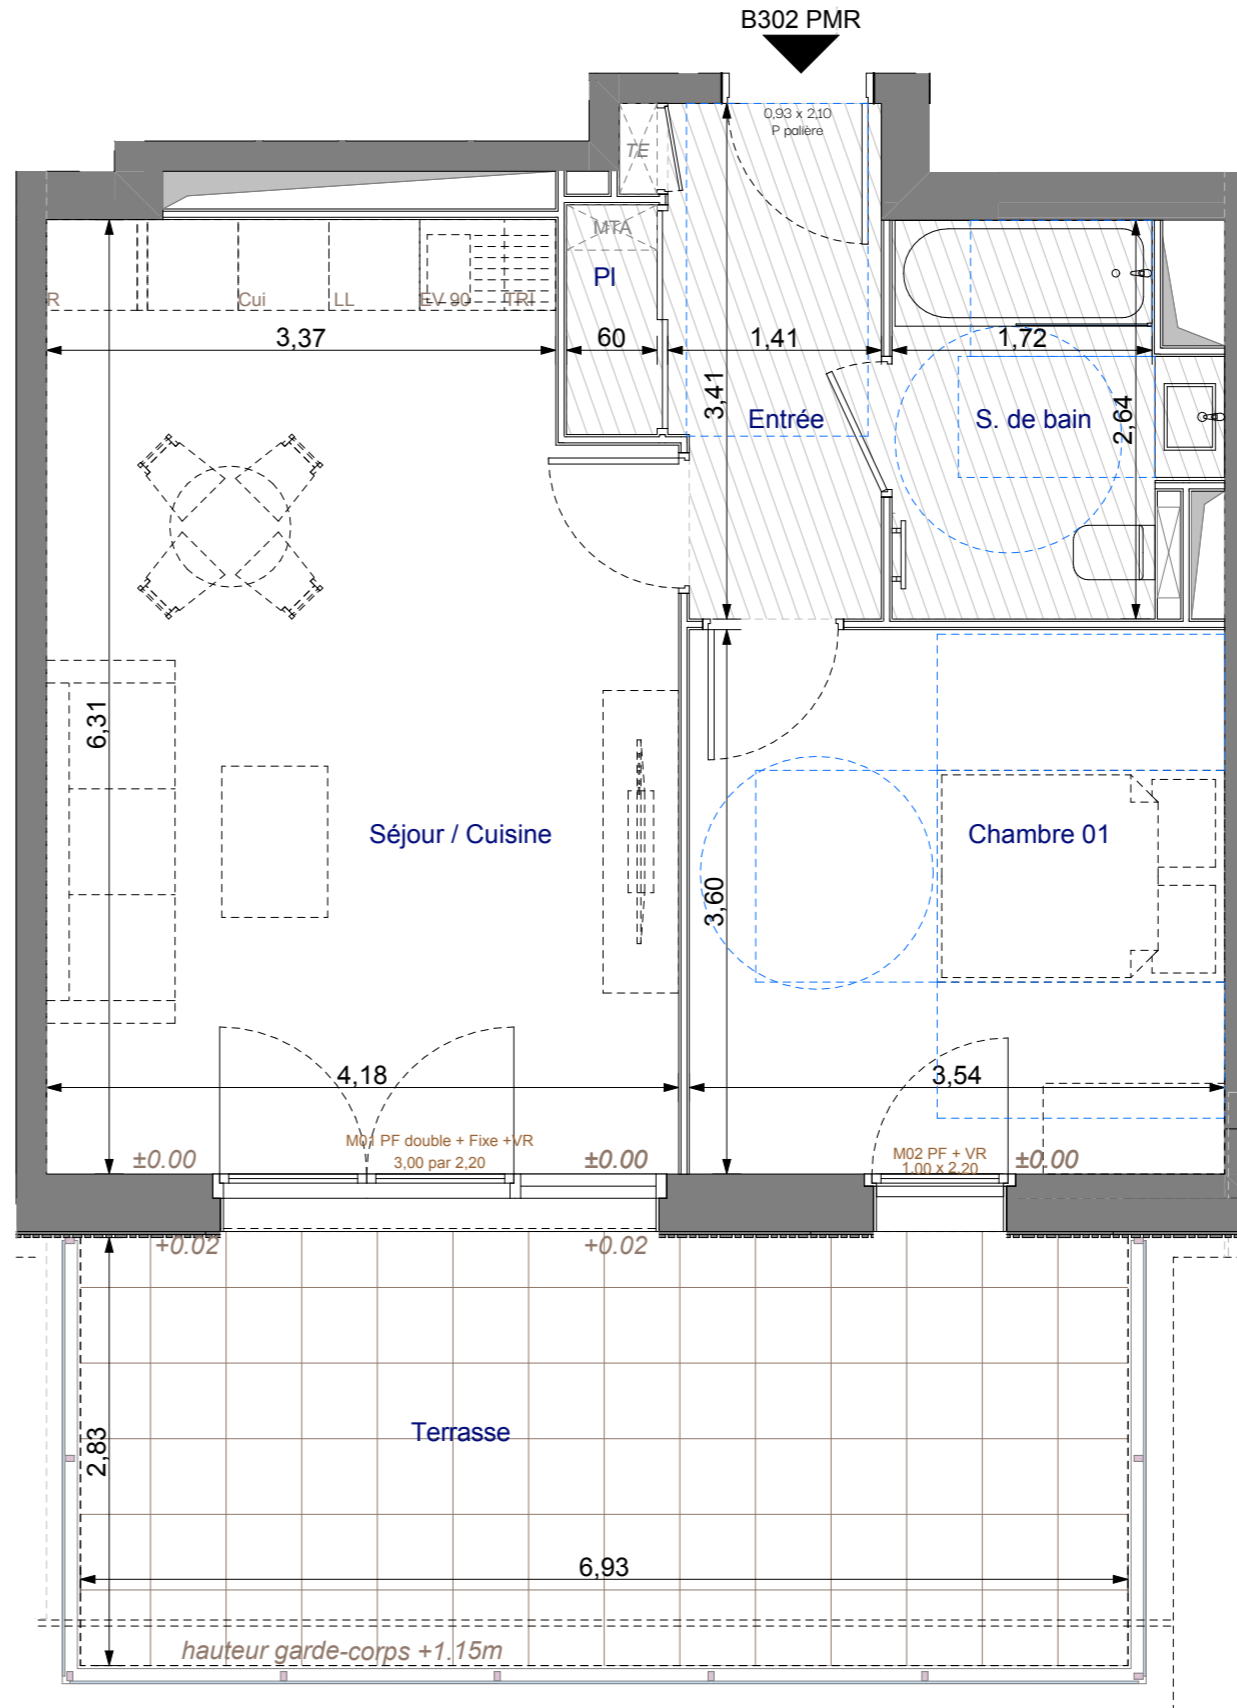 B302 PMR
0,93 x 2,10
P palière
TE
MTA
Pl
R
Cui
LL
EV 90
TRI
3,37
60
1,41
1,72
3,41
2,64
Entrée
S. de bain
6,31
Séjour / Cuisine
Chambre 01
3,60
4,18
3,54
M01 PF double + Fixe +VR
3,00 par 2,20
±0.00
±0.00
M02 PF + VR
1.00 x 2.20
±0.00
+0.02
+0.02
Terrasse
2,83
6,93
hauteur garde-corps +1.15m